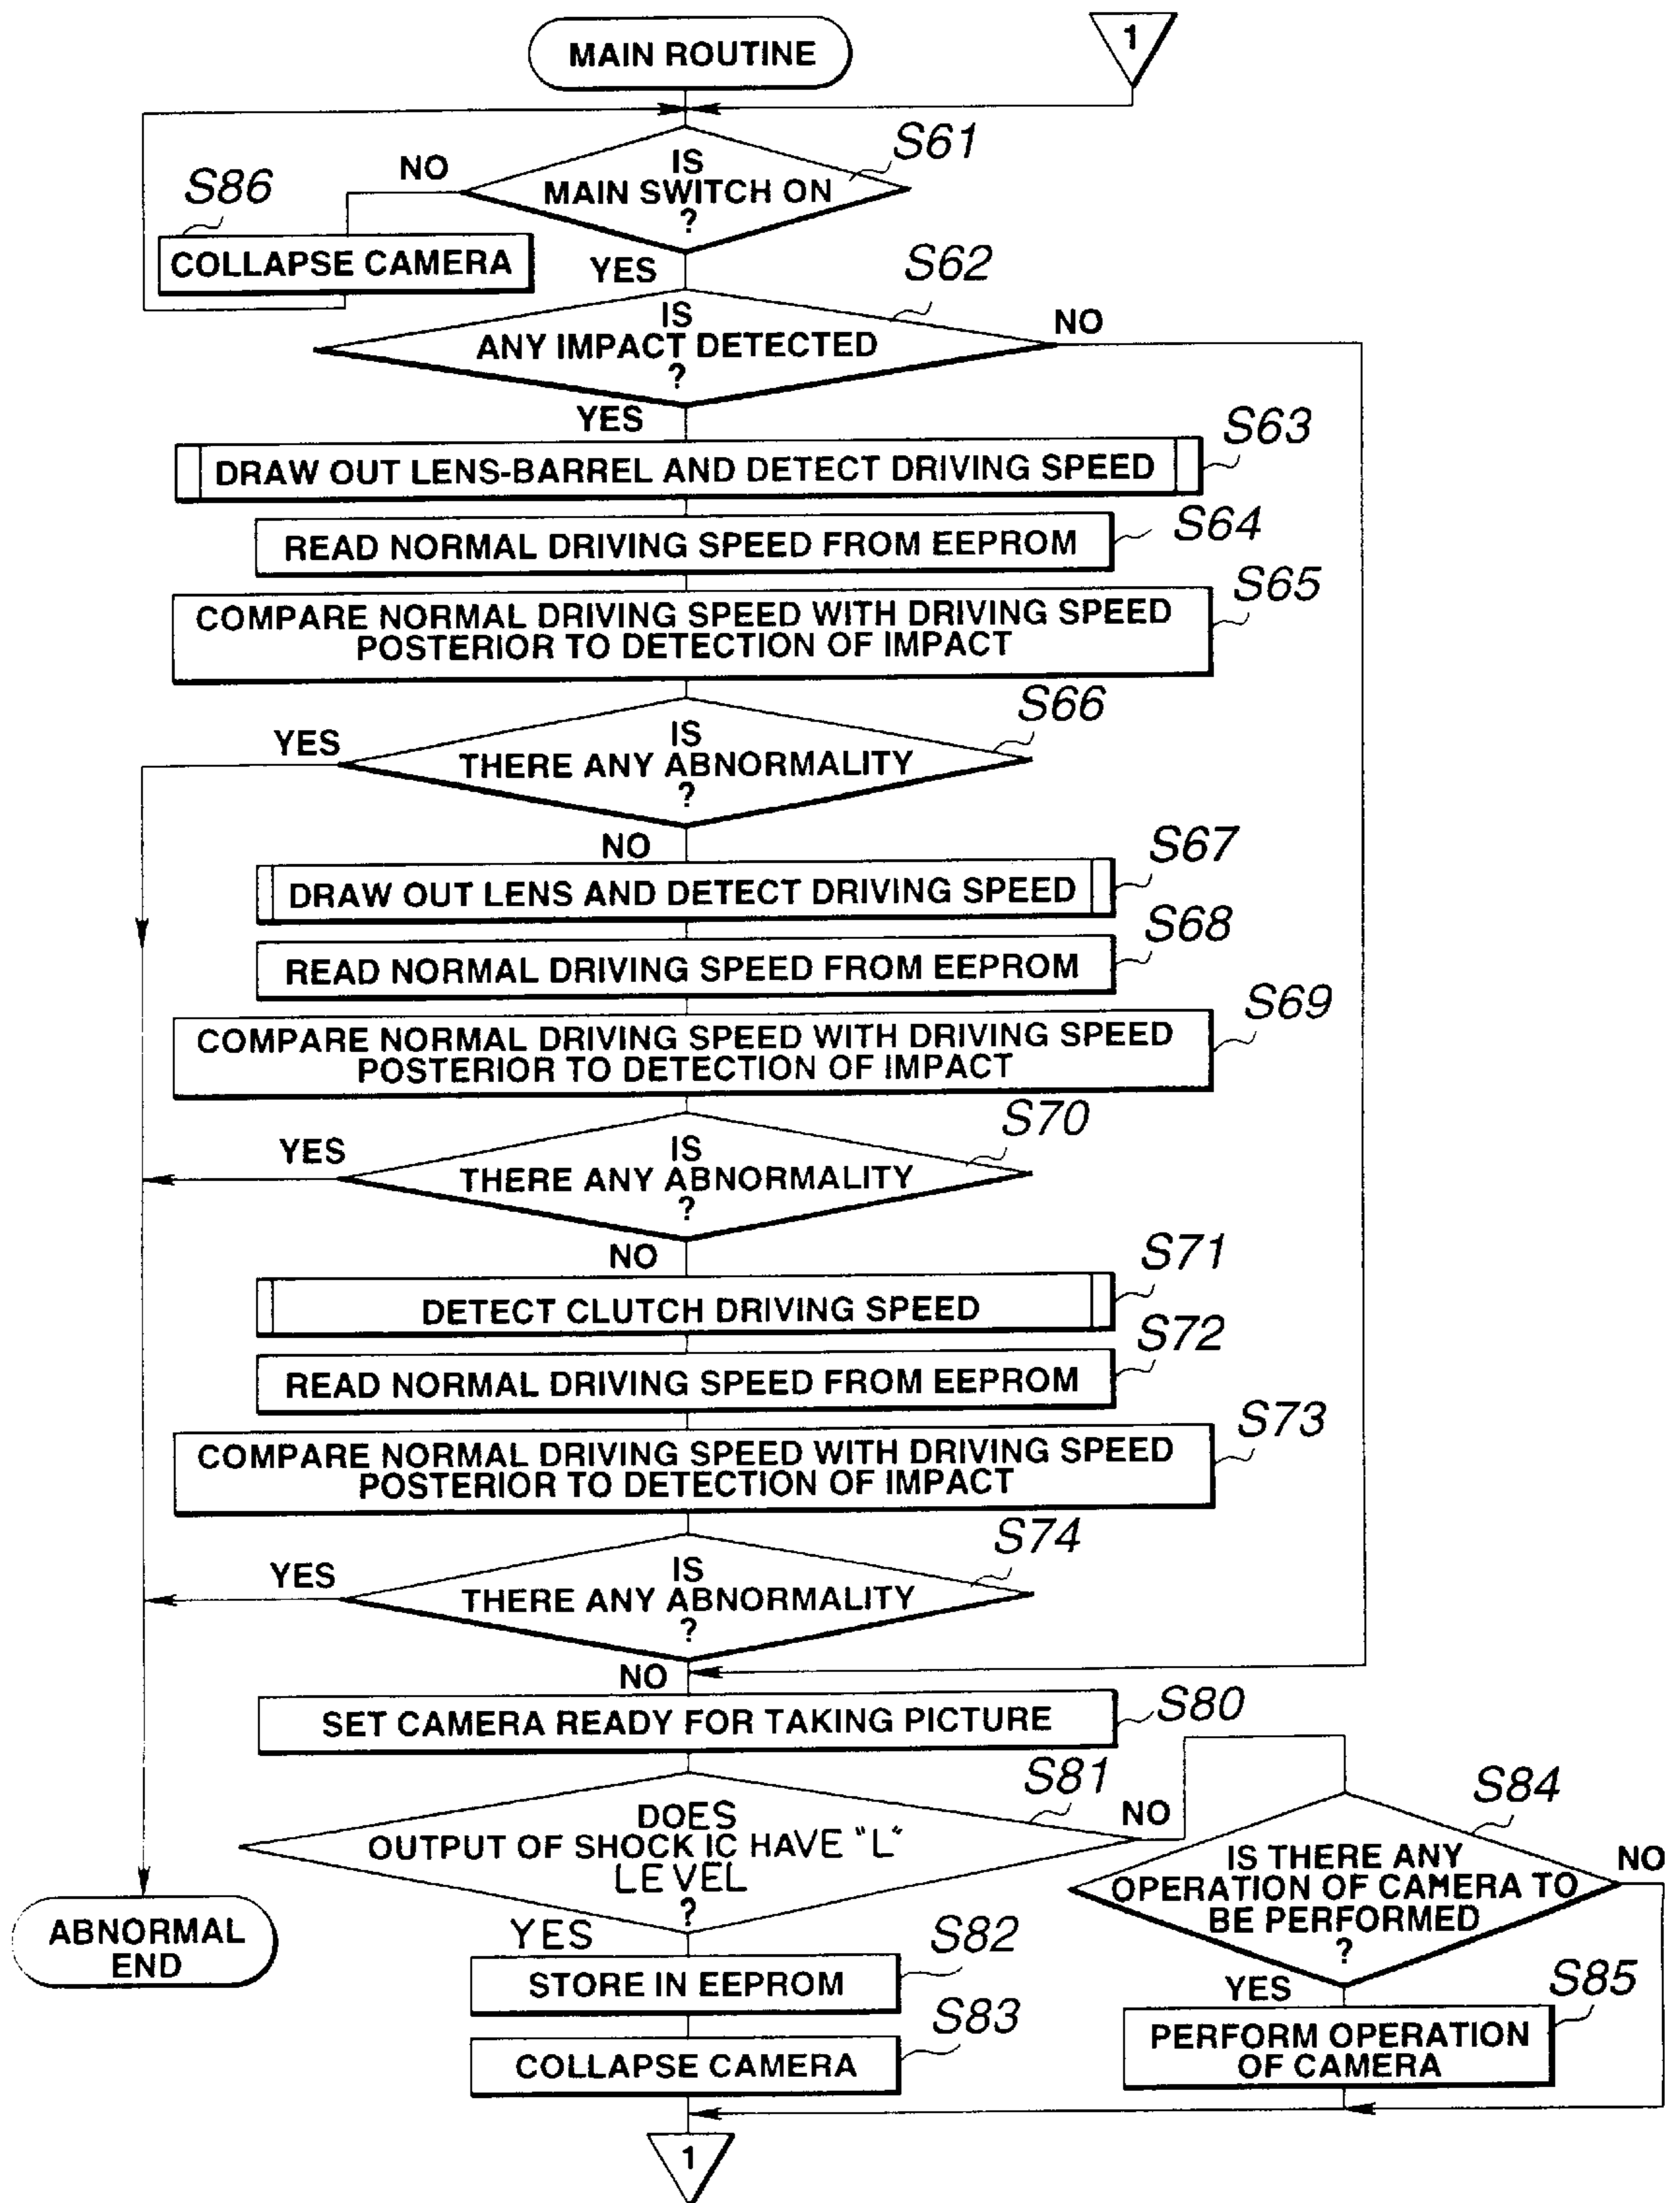 MAIN ROUTINE
1
S61
IS
MAIN SWITCH ON
?
NO
S86
COLLAPSE CAMERA
YES
S62
IS
ANY IMPACT DETECTED
?
NO
YES
S63
DRAW OUT LENS-BARREL AND DETECT DRIVING SPEED
S64
READ NORMAL DRIVING SPEED FROM EEPROM
S65
COMPARE NORMAL DRIVING SPEED WITH DRIVING SPEED
POSTERIOR TO DETECTION OF IMPACT
S66
YES
IS
THERE ANY ABNORMALITY
?
NO
S67
DRAW OUT LENS AND DETECT DRIVING SPEED
S68
READ NORMAL DRIVING SPEED FROM EEPROM
S69
COMPARE NORMAL DRIVING SPEED WITH DRIVING SPEED
POSTERIOR TO DETECTION OF IMPACT
S70
YES
IS
THERE ANY ABNORMALITY
?
NO
S71
DETECT CLUTCH DRIVING SPEED
S72
READ NORMAL DRIVING SPEED FROM EEPROM
S73
COMPARE NORMAL DRIVING SPEED WITH DRIVING SPEED
POSTERIOR TO DETECTION OF IMPACT
S74
YES
IS
THERE ANY ABNORMALITY
?
NO
S80
SET CAMERA READY FOR TAKING PICTURE
S81
DOES
OUTPUT OF SHOCK IC HAVE "L"
LEVEL
?
NO
S84
IS THERE ANY
OPERATION OF CAMERA TO
BE PERFORMED
?
NO
ABNORMAL
END
YES
S82
STORE IN EEPROM
YES
S85
PERFORM OPERATION
OF CAMERA
S83
COLLAPSE CAMERA
1